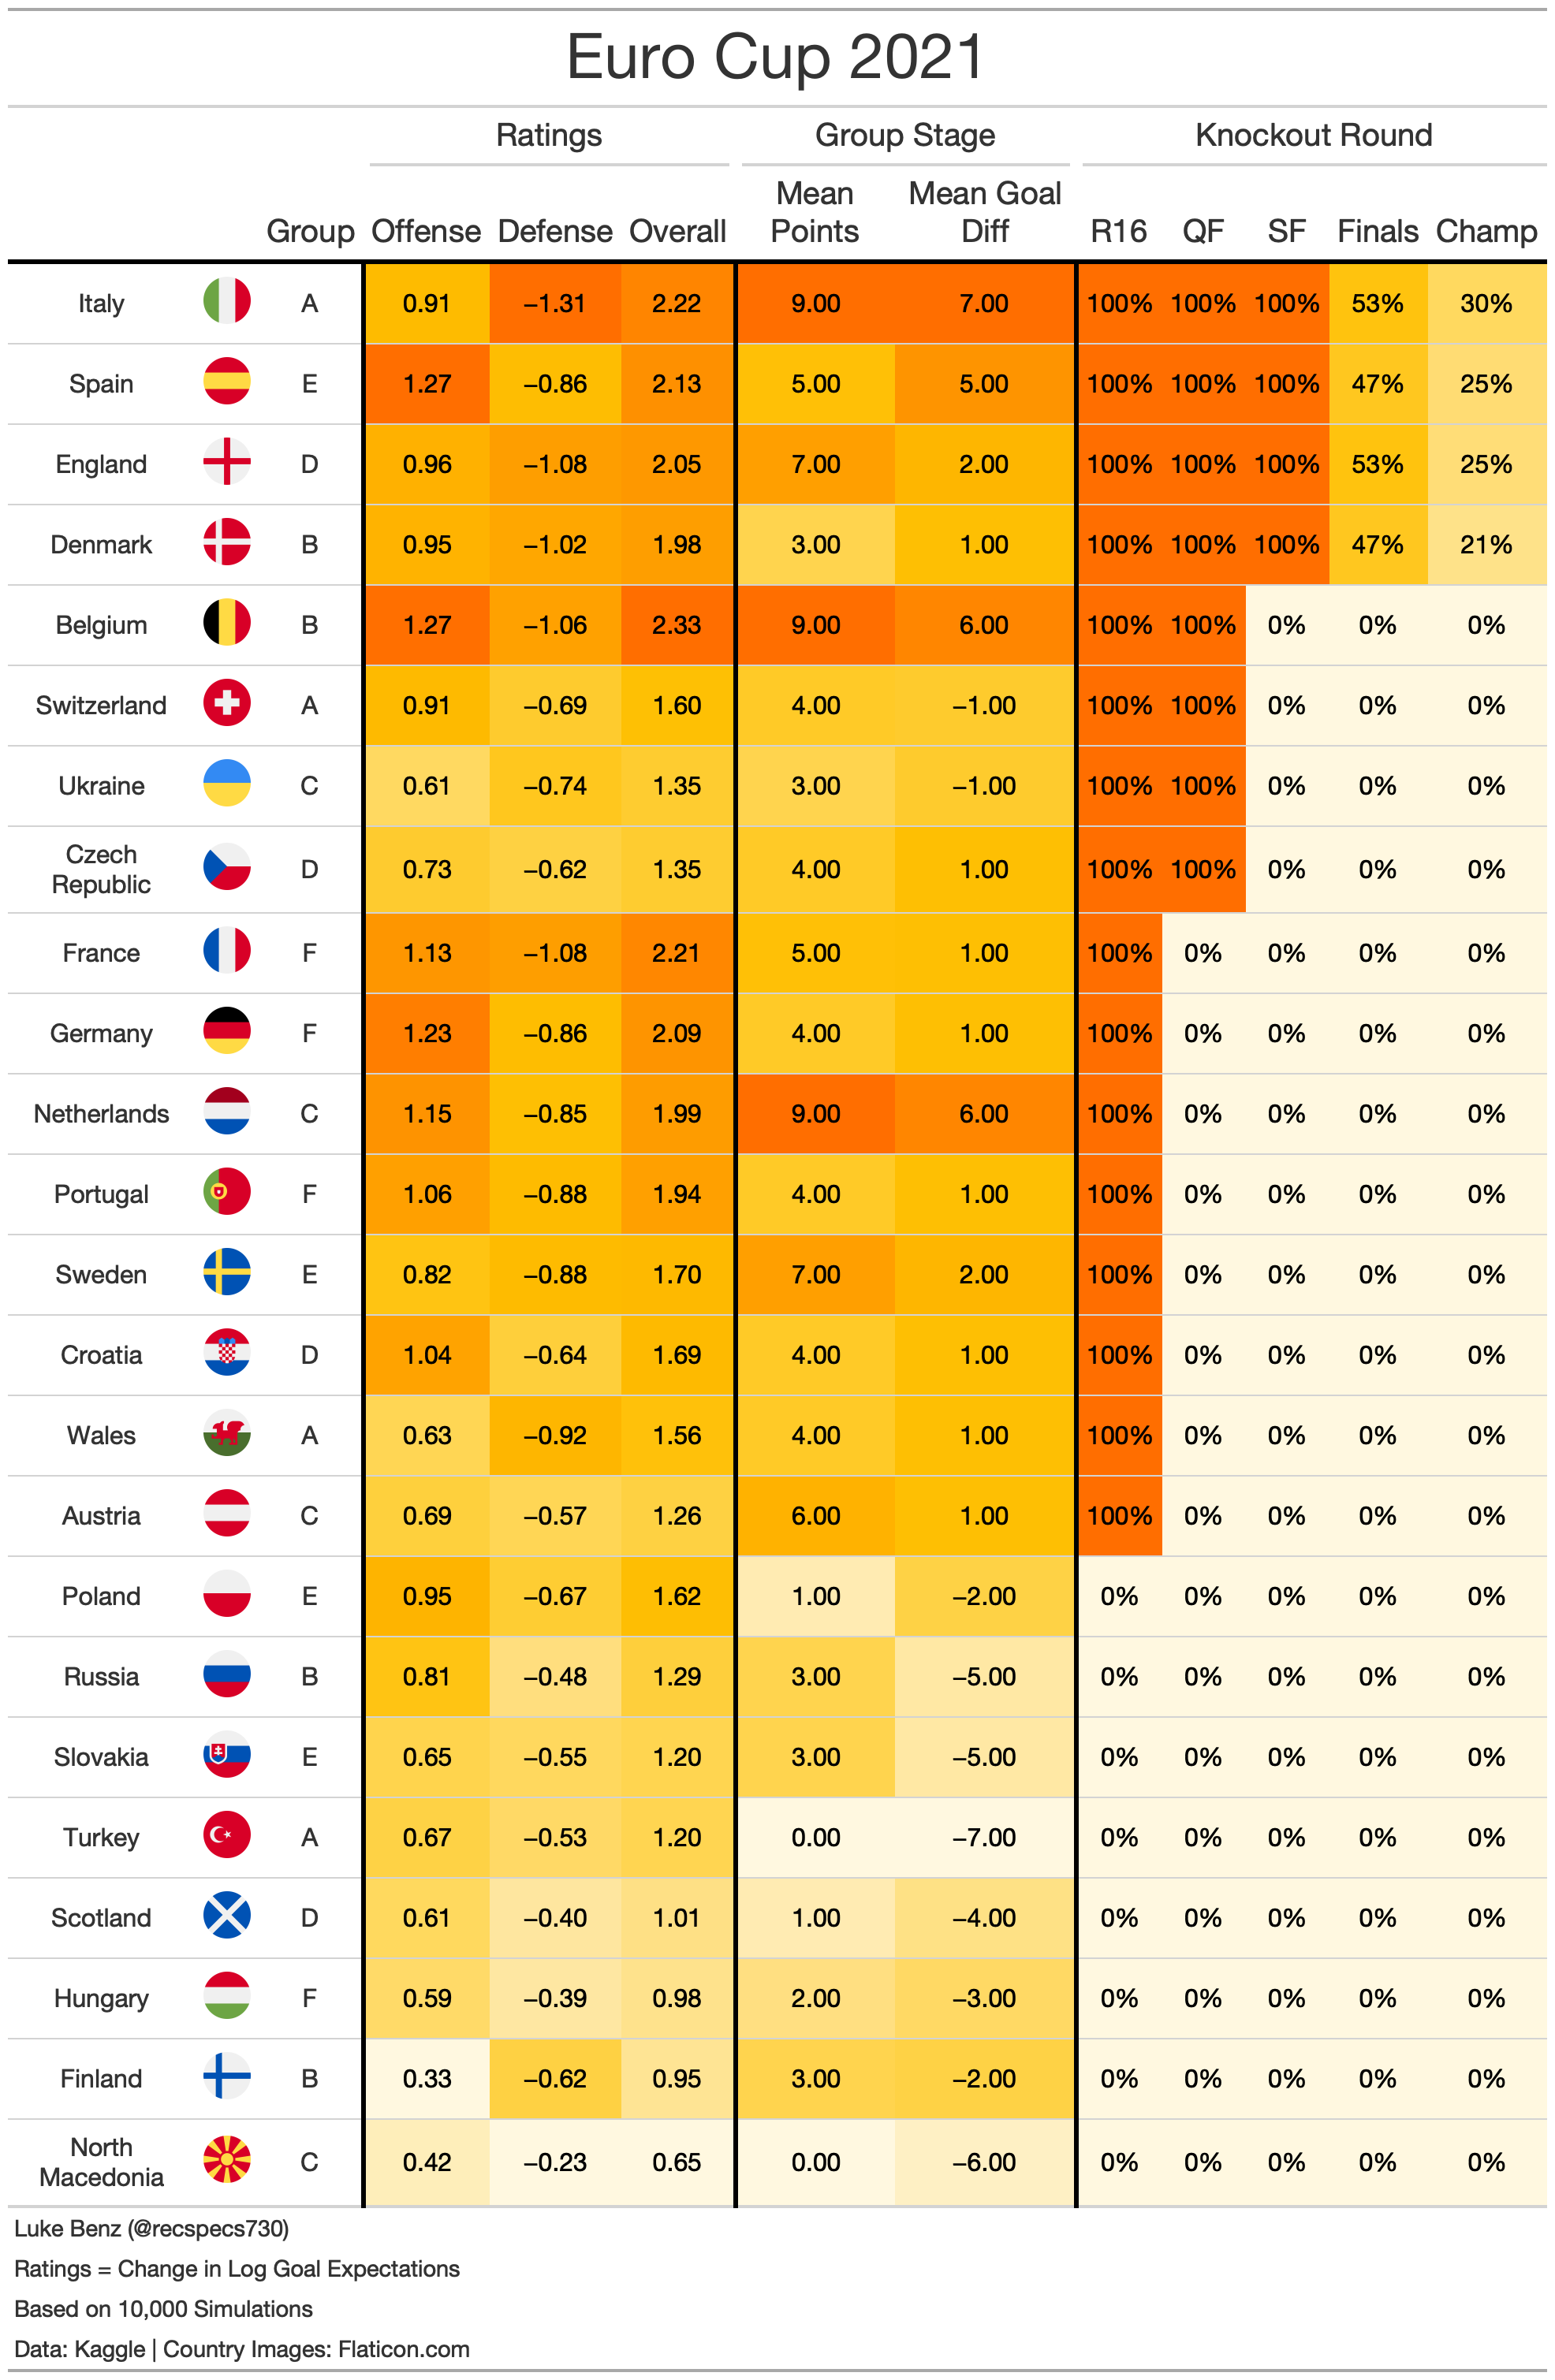 Euro Cup 2021
Ratings Group Stage Knockout Round
Group Offense Defense Overall Mean Points Mean Goal Diff R16 QF SF Finals Champ
Italy A 0.91 −1.31 2.22 9.00 7.00 100% 100% 100% 53% 30%
Spain E 1.27 −0.86 2.13 5.00 5.00 100% 100% 100% 47% 25%
England D 0.96 −1.08 2.05 7.00 2.00 100% 100% 100% 53% 25%
Denmark B 0.95 −1.02 1.98 3.00 1.00 100% 100% 100% 47% 21%
Belgium B 1.27 −1.06 2.33 9.00 6.00 100% 100% 0% 0% 0%
Switzerland A 0.91 −0.69 1.60 4.00 −1.00 100% 100% 0% 0% 0%
Ukraine C 0.61 −0.74 1.35 3.00 −1.00 100% 100% 0% 0% 0%
Czech Republic D 0.73 −0.62 1.35 4.00 1.00 100% 100% 0% 0% 0%
France F 1.13 −1.08 2.21 5.00 1.00 100% 0% 0% 0% 0%
Germany F 1.23 −0.86 2.09 4.00 1.00 100% 0% 0% 0% 0%
Netherlands C 1.15 −0.85 1.99 9.00 6.00 100% 0% 0% 0% 0%
Portugal F 1.06 −0.88 1.94 4.00 1.00 100% 0% 0% 0% 0%
Sweden E 0.82 −0.88 1.70 7.00 2.00 100% 0% 0% 0% 0%
Croatia D 1.04 −0.64 1.69 4.00 1.00 100% 0% 0% 0% 0%
Wales A 0.63 −0.92 1.56 4.00 1.00 100% 0% 0% 0% 0%
Austria C 0.69 −0.57 1.26 6.00 1.00 100% 0% 0% 0% 0%
Poland E 0.95 −0.67 1.62 1.00 −2.00 0% 0% 0% 0% 0%
Russia B 0.81 −0.48 1.29 3.00 −5.00 0% 0% 0% 0% 0%
Slovakia E 0.65 −0.55 1.20 3.00 −5.00 0% 0% 0% 0% 0%
Turkey A 0.67 −0.53 1.20 0.00 −7.00 0% 0% 0% 0% 0%
Scotland D 0.61 −0.40 1.01 1.00 −4.00 0% 0% 0% 0% 0%
Hungary F 0.59 −0.39 0.98 2.00 −3.00 0% 0% 0% 0% 0%
Finland B 0.33 −0.62 0.95 3.00 −2.00 0% 0% 0% 0% 0%
North Macedonia C 0.42 −0.23 0.65 0.00 −6.00 0% 0% 0% 0% 0%
Luke Benz (@recspecs730)
Ratings = Change in Log Goal Expectations
Based on 10,000 Simulations
Data: Kaggle | Country Images: Flaticon.com